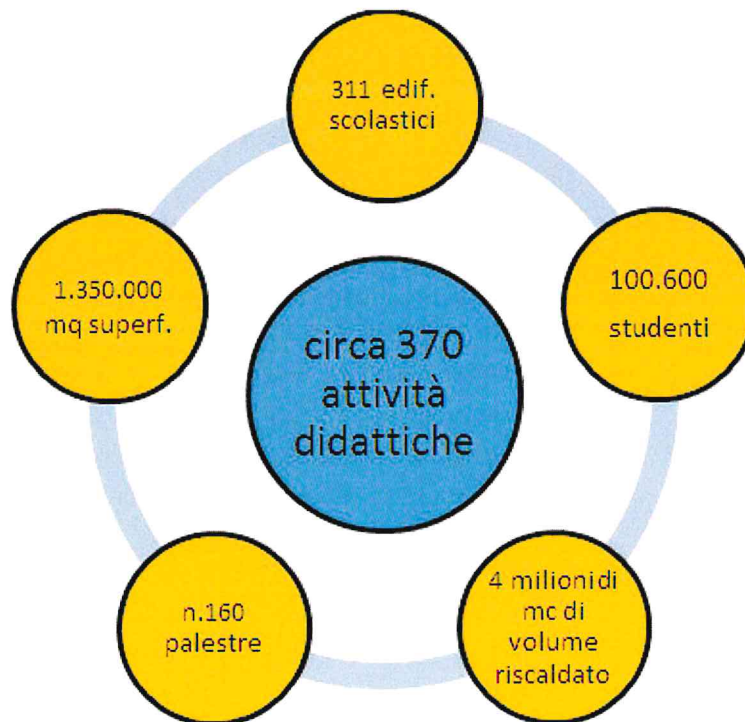 311 edif.
scolastici
100.600
studenti
4 milioni di
mc di
volume
riscaldato
n.160
palestre
1.350.000
mq superf.
circa 370
attività
didattiche